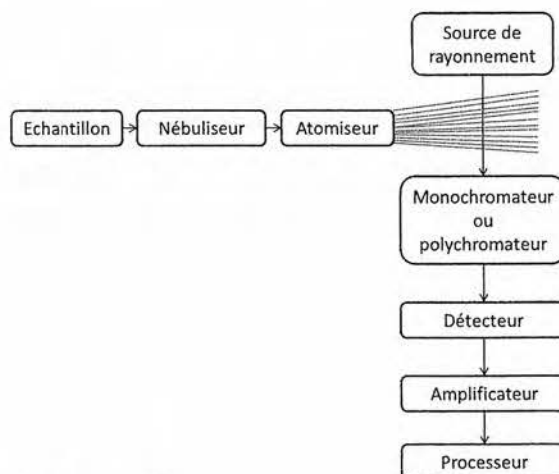 Source de
rayonnement
Echantillon
Nébuliseur
Atomiseur
Monochromateur
ou
polychromateur
Détecteur
Amplificateur
Processeur